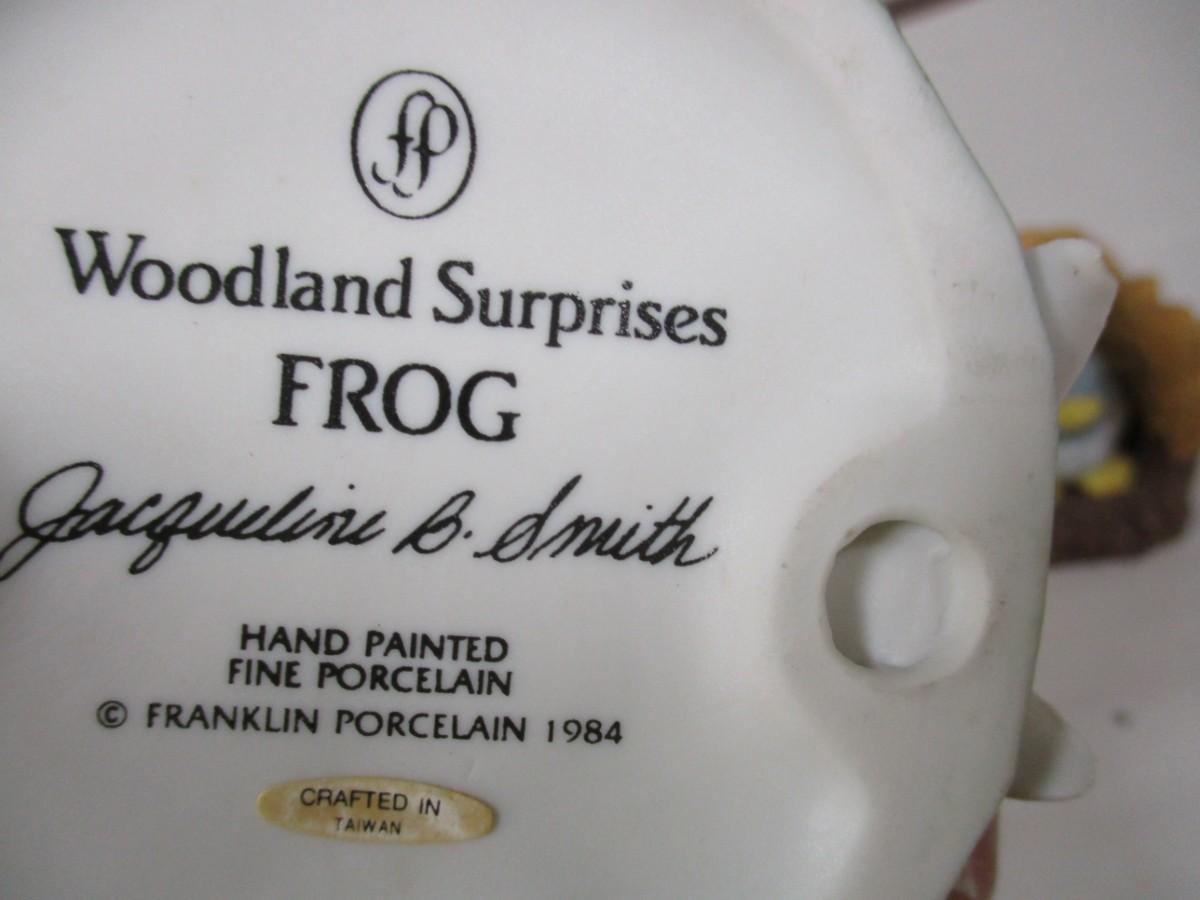 fp
Woodland Surprises
FROG
Jacqueline B. Smith
HAND PAINTED
FINE PORCELAIN
© FRANKLIN PORCELAIN 1984
CRAFTED IN
TAIWAN